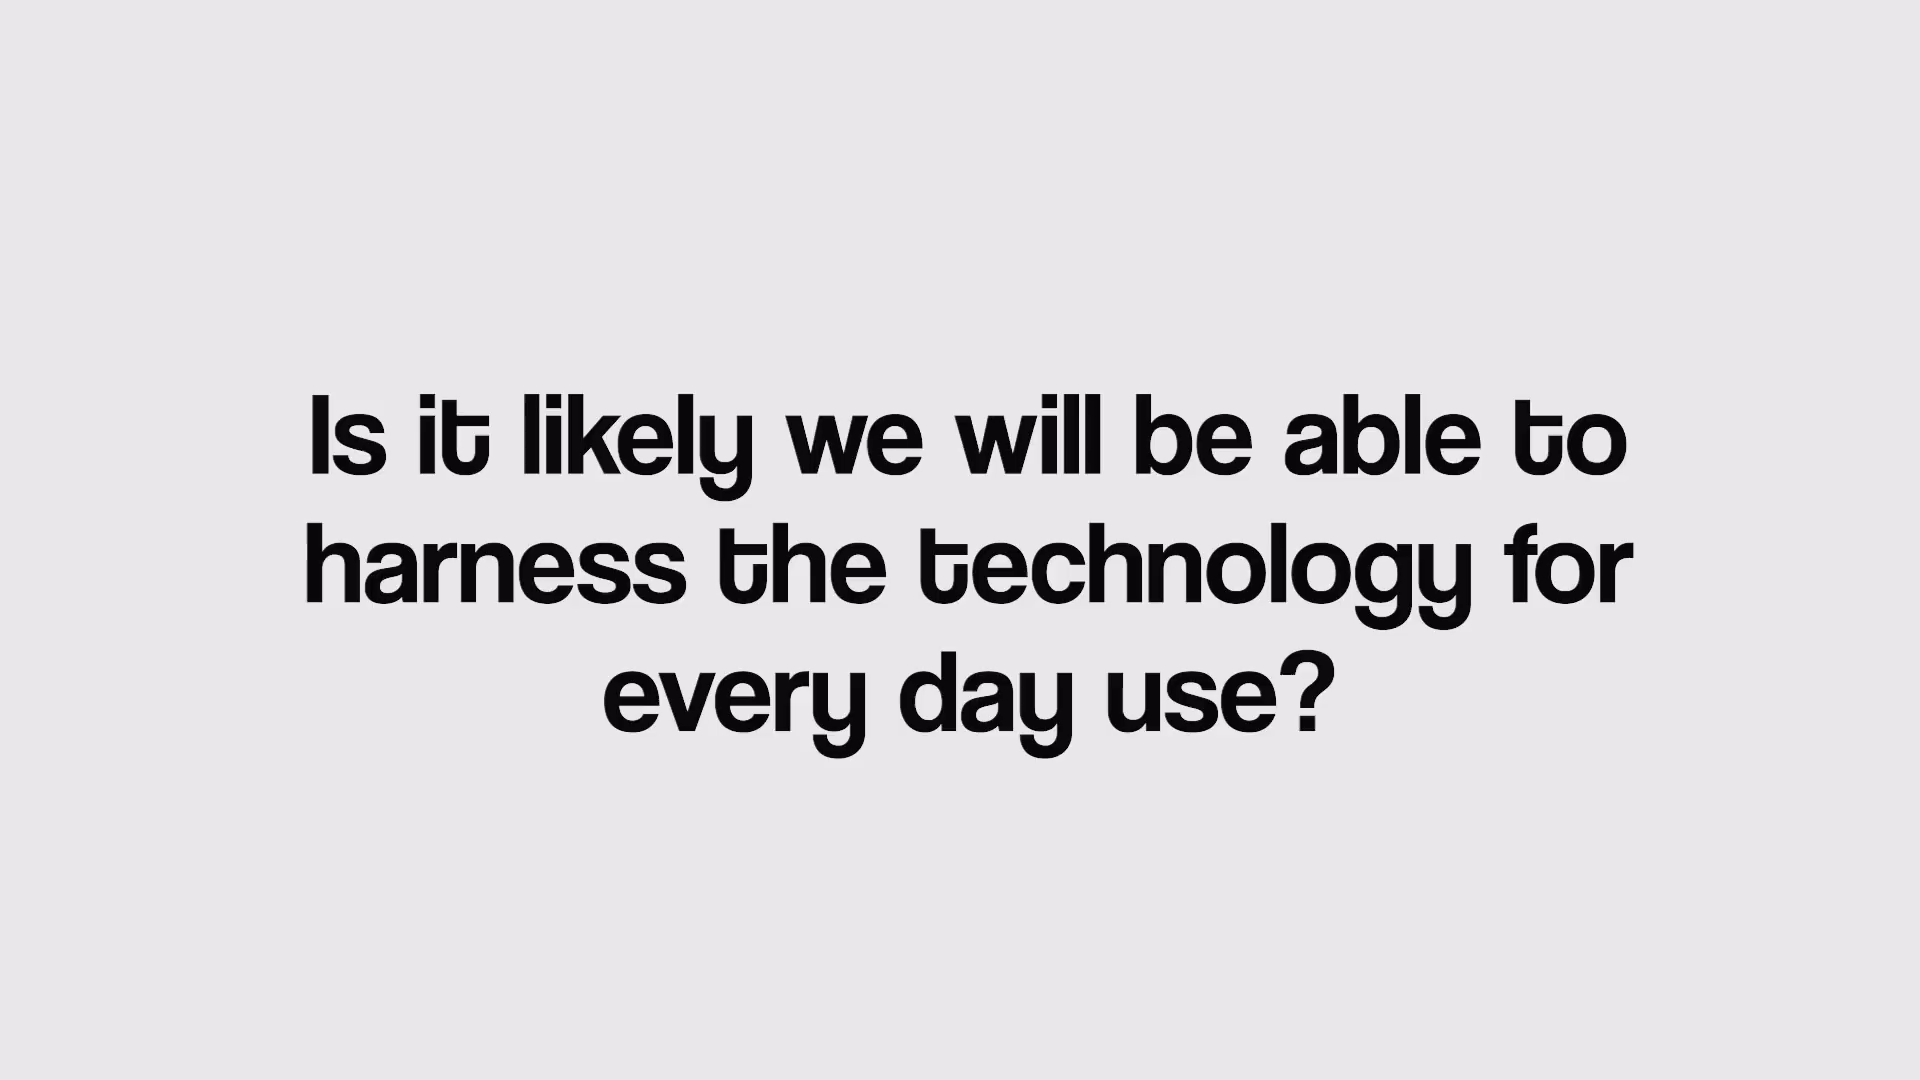 Is it likely we will be able to
harness the technology for
every day use?